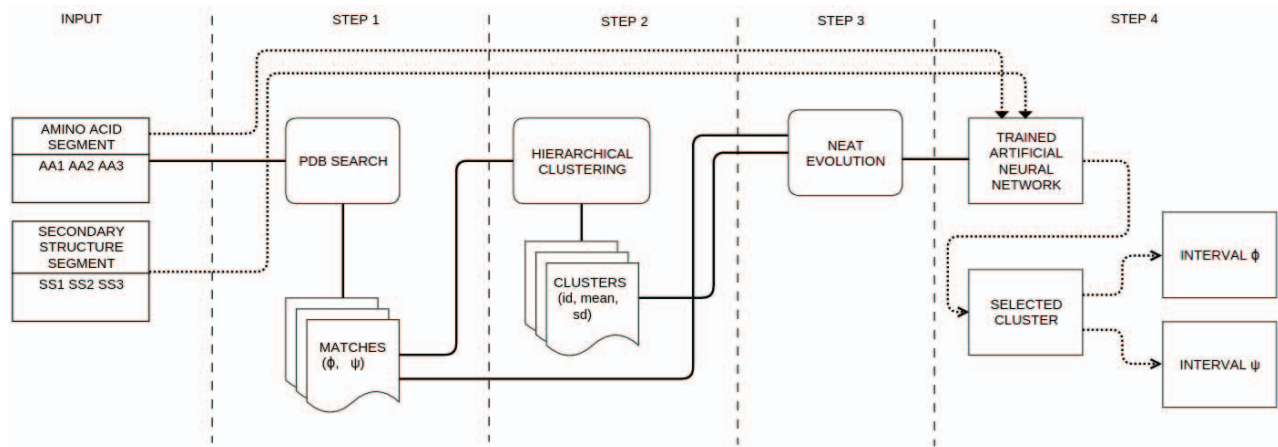 INPUT
STEP 1
STEP 2
STEP 3
STEP 4
AMINO ACID
SEGMENT
AA1 AA2 AA3
SECONDARY
STRUCTURE
SEGMENT
SS1 SS2 SS3
PDB SEARCH
MATCHES
(ϕ, ψ)
HIERARCHICAL
CLUSTERING
CLUSTERS
(id, mean,
sd)
NEAT
EVOLUTION
TRAINED
ARTIFICIAL
NEURAL
NETWORK
SELECTED
CLUSTER
INTERVAL ϕ
INTERVAL ψ